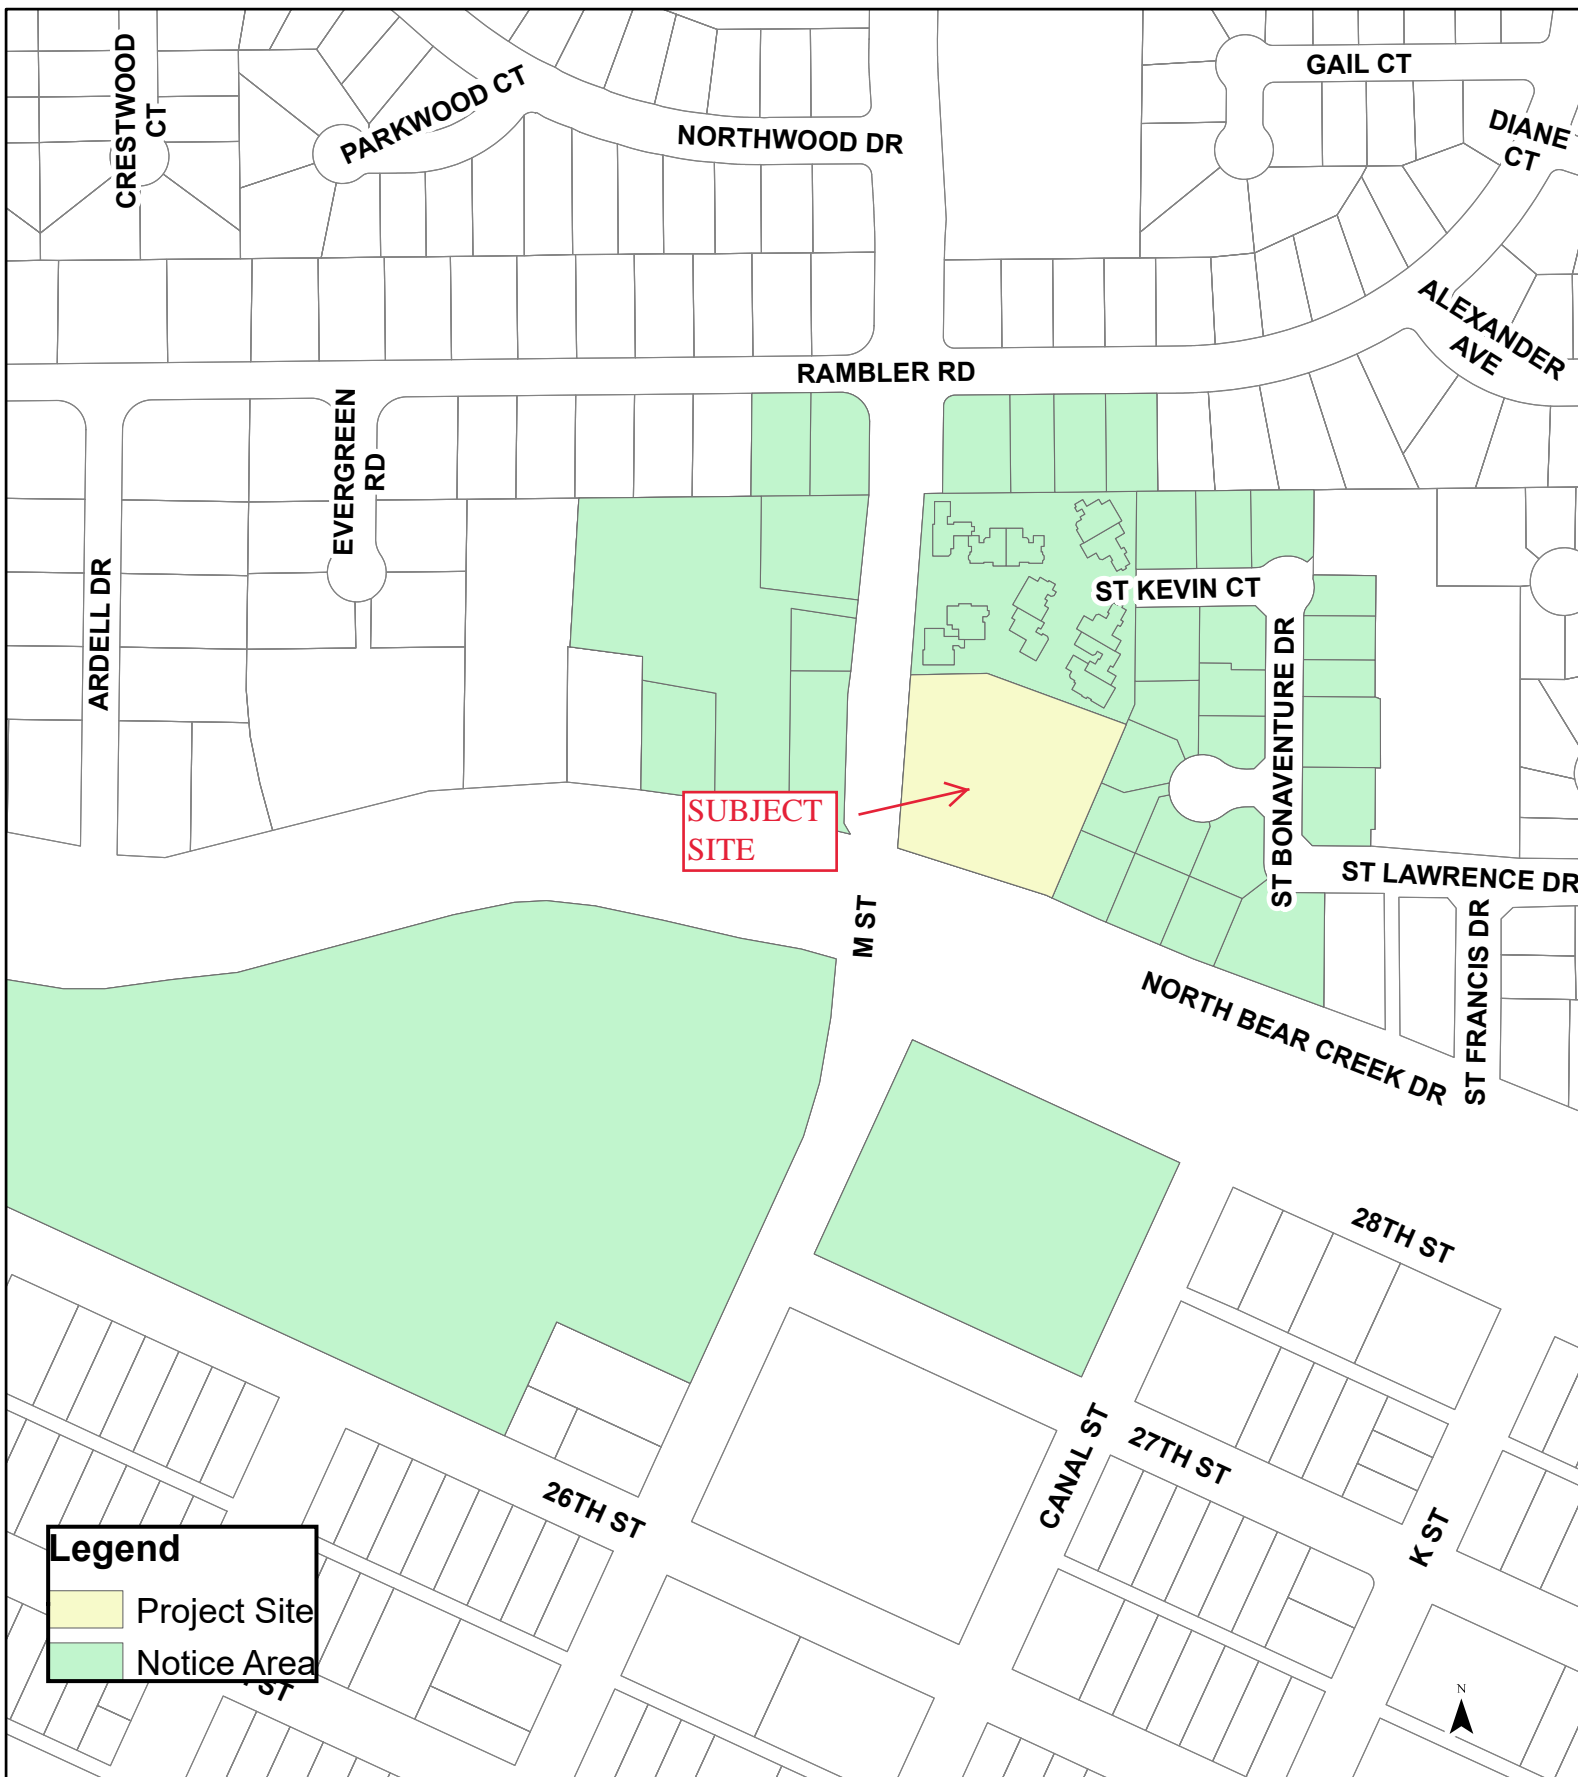 CRESTWOOD
CT
PARKWOOD CT
NORTHWOOD DR
GAIL CT
DIANE
CT
ALEXANDER
AVE
RAMBLER RD
EVERGREEN
RD
ARDELL DR
ST KEVIN CT
ST BONAVENTURE DR
SUBJECT
SITE
ST LAWRENCE DR
M ST
ST FRANCIS DR
NORTH BEAR CREEK DR
28TH ST
CANAL ST
27TH ST
26TH ST
K ST
Legend
Project Site
Notice Area
ST
N